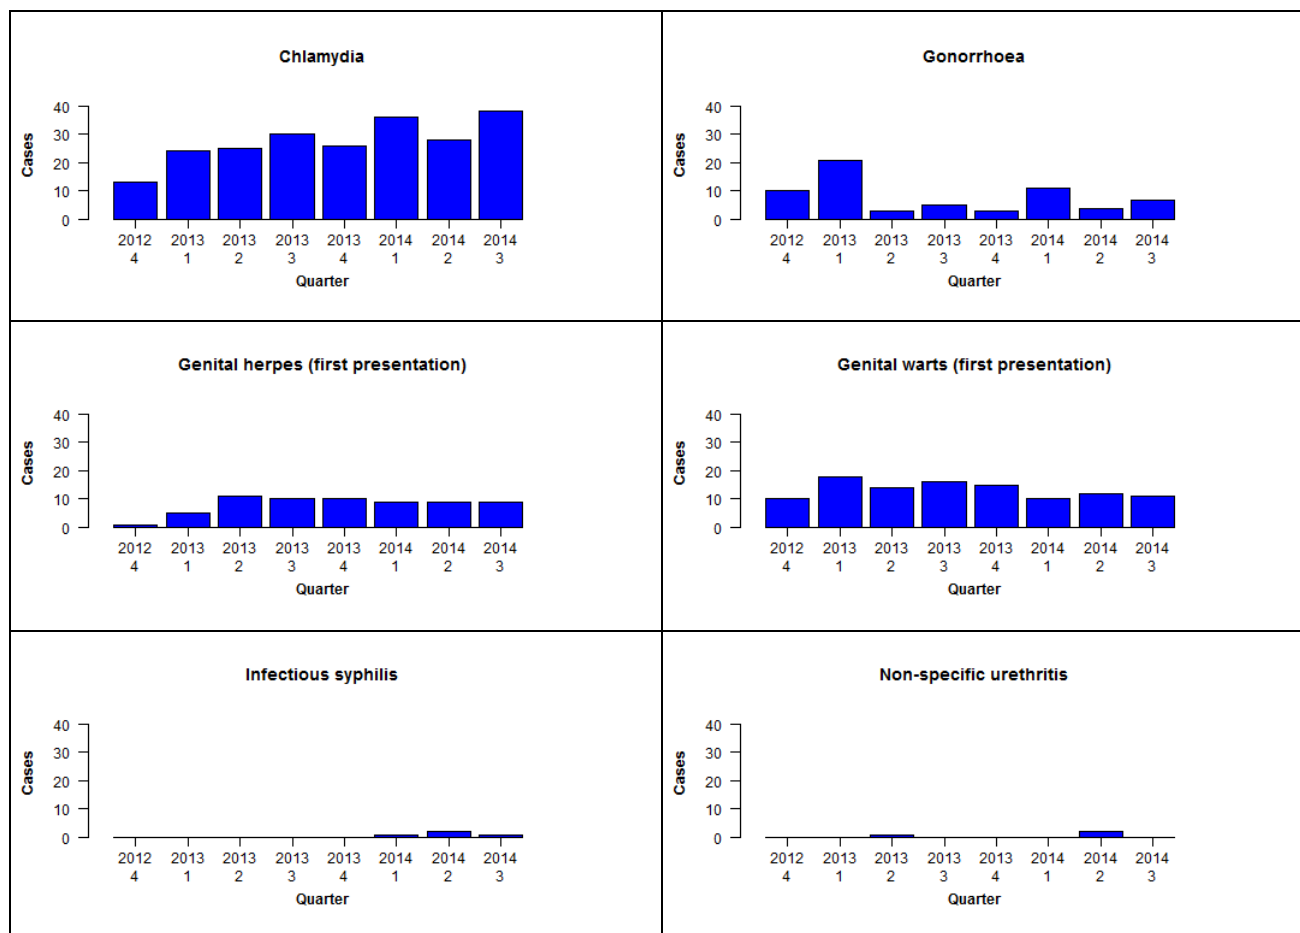 Chlamydia
Cases
40
30
20
10
0
2012 2013 2013 2013 2013 2014 2014 2014
4 1 2 3 4 1 2 3
Quarter
Gonorrhoea
Cases
40
30
20
10
0
2012 2013 2013 2013 2013 2014 2014 2014
4 1 2 3 4 1 2 3
Quarter
Genital herpes (first presentation)
Cases
40
30
20
10
0
2012 2013 2013 2013 2013 2014 2014 2014
4 1 2 3 4 1 2 3
Quarter
Genital warts (first presentation)
Cases
40
30
20
10
0
2012 2013 2013 2013 2013 2014 2014 2014
4 1 2 3 4 1 2 3
Quarter
Infectious syphilis
Cases
40
30
20
10
0
2012 2013 2013 2013 2013 2014 2014 2014
4 1 2 3 4 1 2 3
Quarter
Non-specific urethritis
Cases
40
30
20
10
0
2012 2013 2013 2013 2013 2014 2014 2014
4 1 2 3 4 1 2 3
Quarter